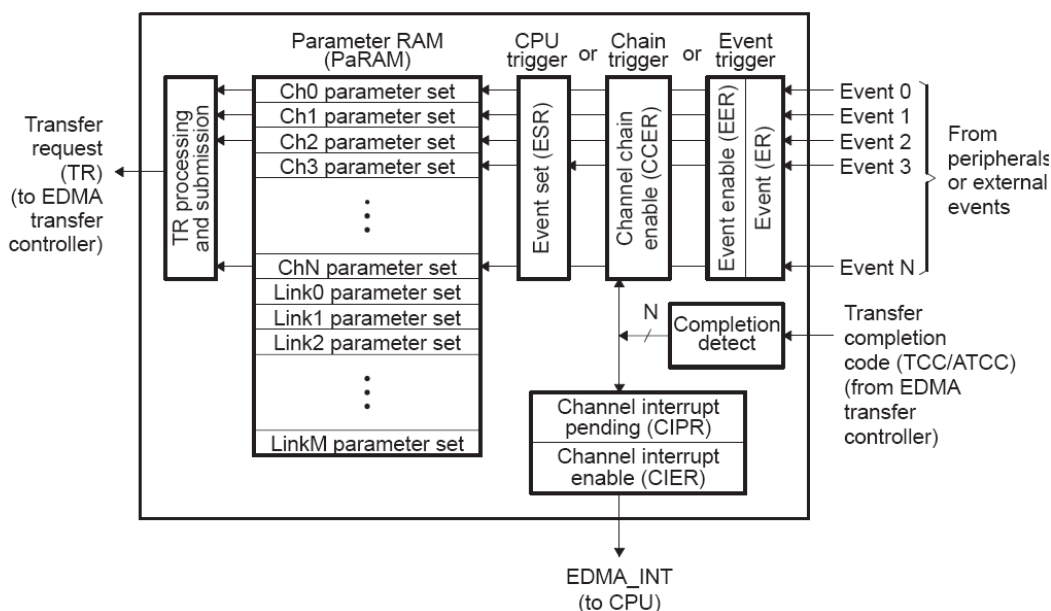 Parameter RAM
(PaRAM)
CPU
trigger
or
Chain
trigger
or
Event
trigger
Ch0 parameter set
Ch1 parameter set
Ch2 parameter set
Ch3 parameter set
ChN parameter set
Link0 parameter set
Link1 parameter set
Link2 parameter set
LinkM parameter set
Transfer
request
(TR)
(to EDMA
transfer
controller)
TR processing
and submission
Event set (ESR)
Channel chain
enable (CCER)
Event enable (EER)
Event (ER)
Event 0
Event 1
Event 2
Event 3
Event N
From
peripherals
or external
events
N
Completion
detect
Transfer
completion
code (TCC/ATCC)
(from EDMA
transfer
controller)
Channel interrupt
pending (CIPR)
Channel interrupt
enable (CIER)
EDMA_INT
(to CPU)